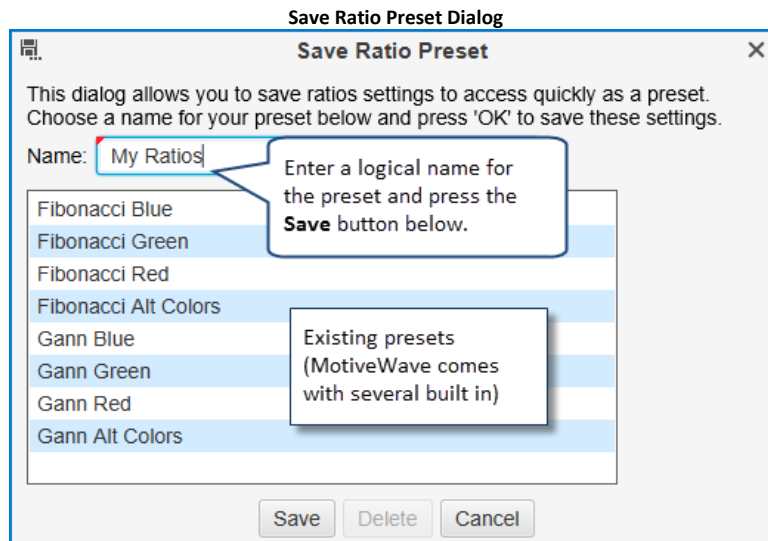 Save Ratio Preset Dialog
Save Ratio Preset
This dialog allows you to save ratios settings to access quickly as a preset.
Choose a name for your preset below and press 'OK' to save these settings.
Name: My Ratios
Enter a logical name for
the preset and press the
Save button below.
Fibonacci Blue
Fibonacci Green
Fibonacci Red
Fibonacci Alt Colors
Gann Blue
Gann Green
Gann Red
Gann Alt Colors
Existing presets
(MotiveWave comes
with several built in)
Save Delete Cancel